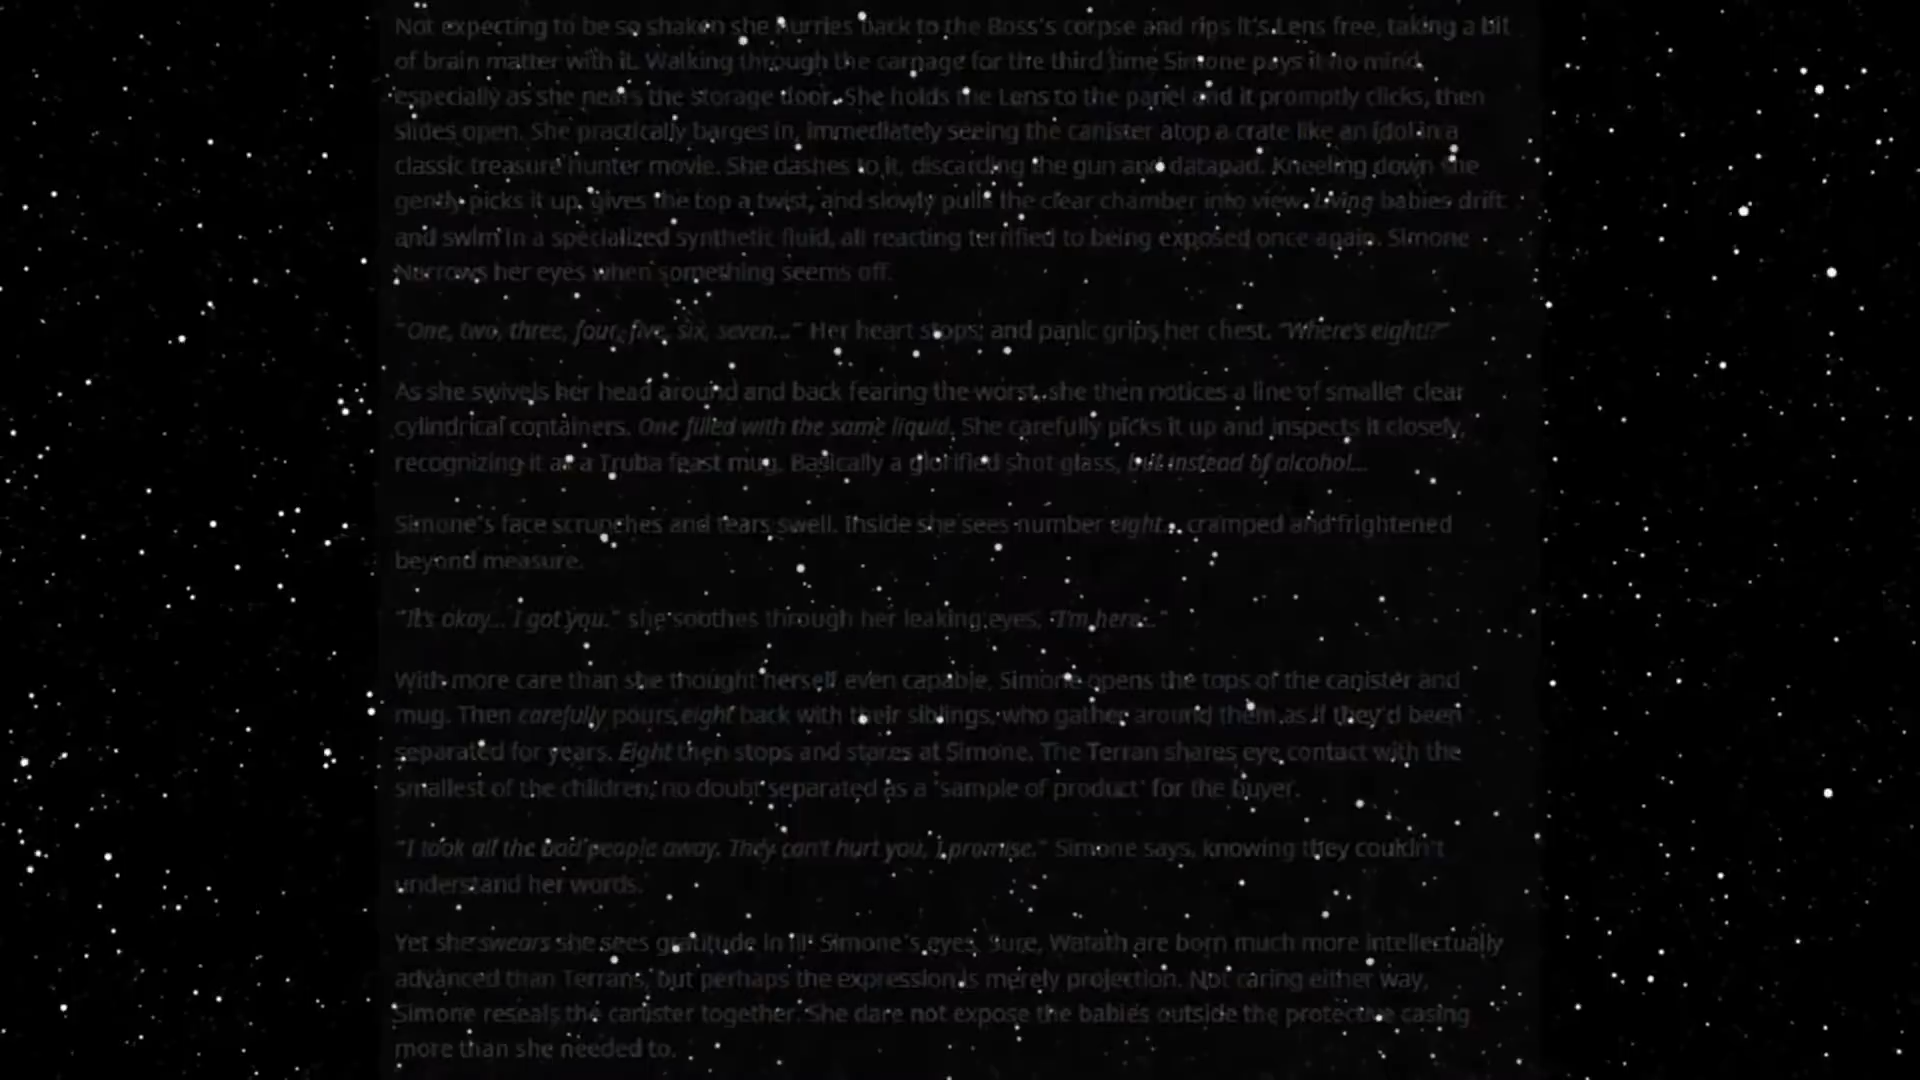 Not expecting to be so shaken she hurries back to the Boss's corpse and rips it's Lens free, taking a bit
of brain matter with it. Walking through the carnage for the third time Simone pays it no mind,
especially as she nears the storage door. She holds the Lens to the panel and it promptly clicks, then
slides open. She practically barges in, immediately seeing the canister atop a crate like an idol in a
classic treasure hunter movie. She dashes to it, discarding the gun and datapad. Kneeling down she
gently picks it up, gives the top a twist, and slowly pulls the clear chamber into view. Living babies drift
and swim in a specialized synthetic fluid, all reacting terrified to being exposed once again. Simone
Narrows her eyes when something seems off.
"One, two, three, four, five, six, seven..." Her heart stops; and panic grips her chest. "Where's eight!?"
As she swivels her head around and back fearing the worst, she then notices a line of smaller clear
cylindrical containers. One filled with the same liquid. She carefully picks it up and inspects it closely,
recognizing it as a Truba feast mug. Basically a glorified shot glass, but instead of alcohol...
Simone's face scrunches and tears swell. Inside she sees number eight... cramped and frightened
beyond measure.
"It's okay... I got you." she soothes through her leaking eyes, "I'm here..."
With more care than she thought herself even capable, Simone opens the tops of the canister and
mug. Then carefully pours eight back with their siblings, who gather around them as if they'd been
separated for years. Eight then stops and stares at Simone. The Terran shares eye contact with the
smallest of the children, no doubt separated as a 'sample of product' for the buyer.
"I took all the bad people away. They can't hurt you, I promise." Simone says, knowing they couldn't
understand her words.
Yet she swears she sees gratitude in Simone's eyes. Sure, Watath are born much more intellectually
advanced than Terrans, but perhaps the expression is merely projection. Not caring either way,
Simone reseals the canister together. She dare not expose the babies outside the protective casing
more than she needed to.